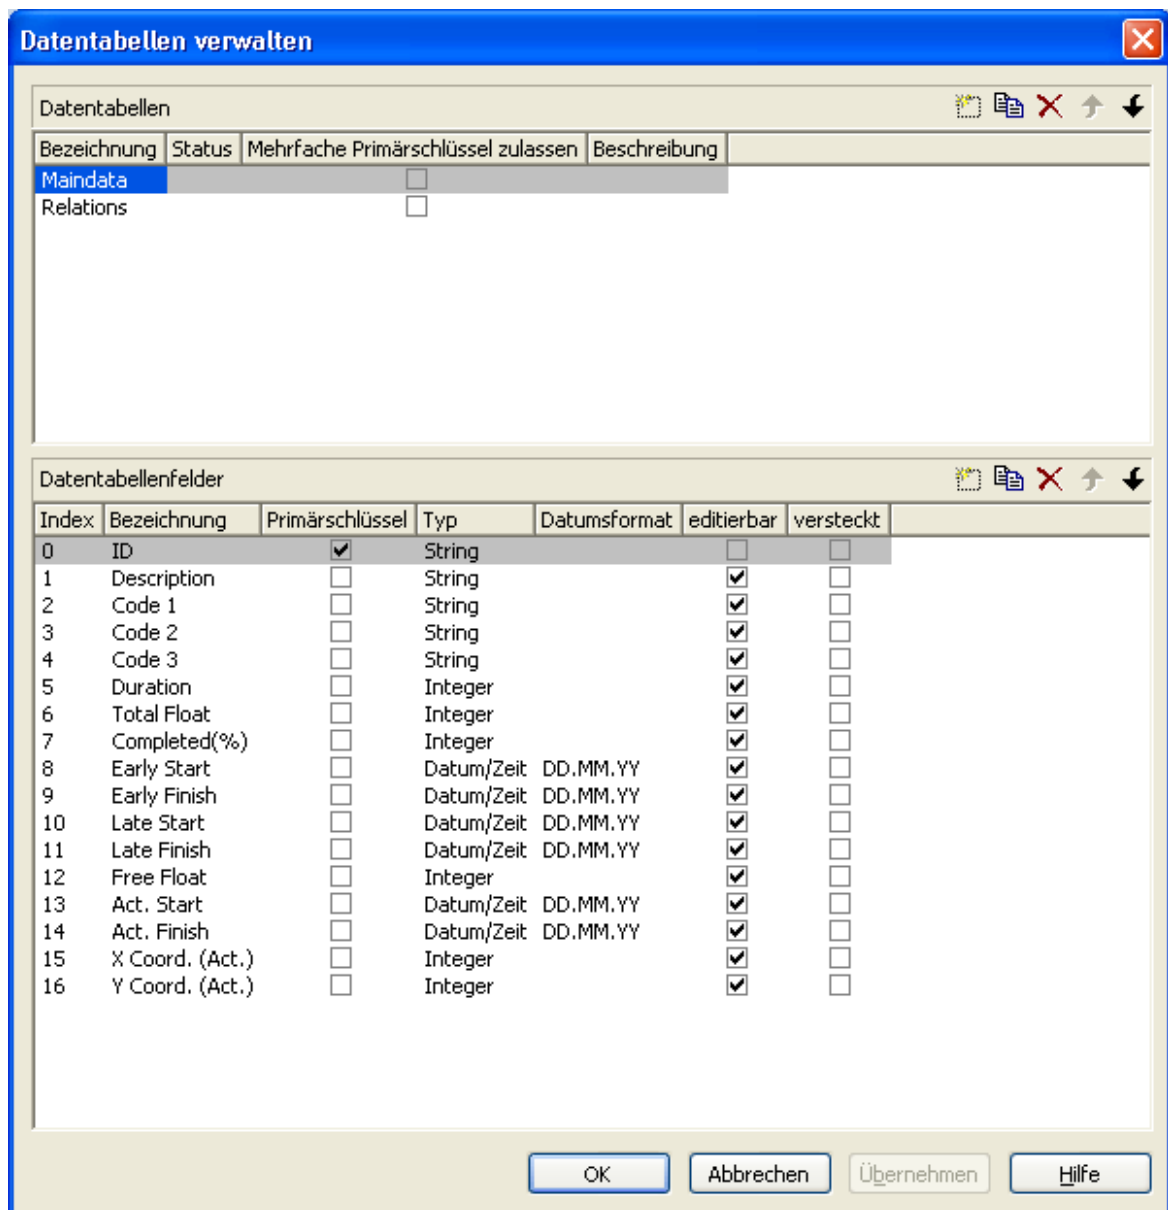 Datentabellen verwalten
Datentabellen
Bezeichnung Status Mehrfache Primärschlüssel zulassen Beschreibung
Maindata
Relations
Datentabellenfelder
Index Bezeichnung Primärschlüssel Typ Datumsformat editierbar versteckt
0 ID String
1 Description String
2 Code 1 String
3 Code 2 String
4 Code 3 String
5 Duration Integer
6 Total Float Integer
7 Completed(%) Integer
8 Early Start Datum/Zeit DD.MM.YY
9 Early Finish Datum/Zeit DD.MM.YY
10 Late Start Datum/Zeit DD.MM.YY
11 Late Finish Datum/Zeit DD.MM.YY
12 Free Float Integer
13 Act. Start Datum/Zeit DD.MM.YY
14 Act. Finish Datum/Zeit DD.MM.YY
15 X Coord. (Act.) Integer
16 Y Coord. (Act.) Integer
OK Abbrechen Übernehmen Hilfe